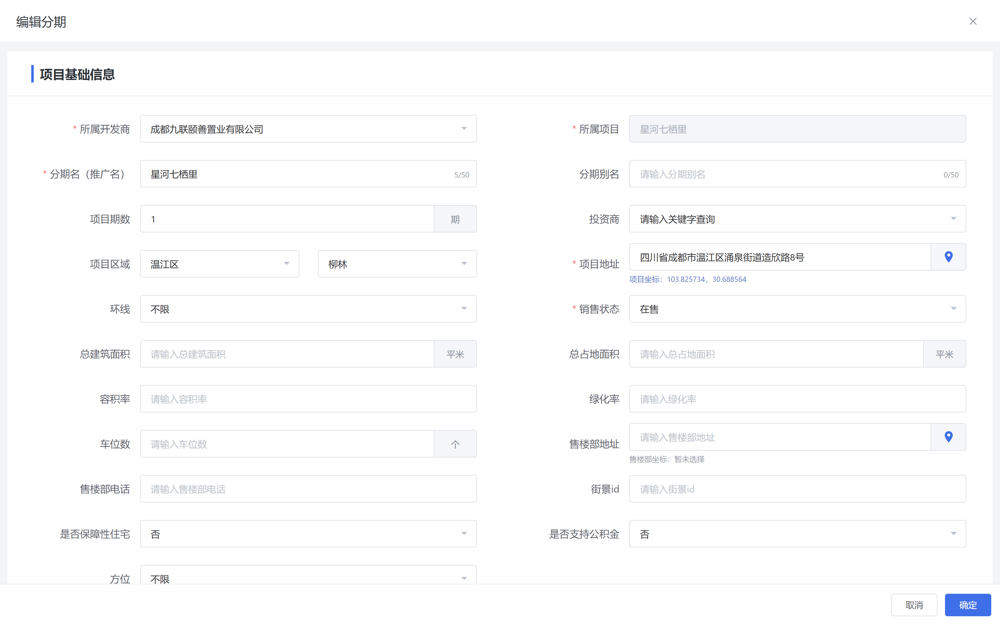 编辑分期
项目基础信息
* 所属开发商 成都九联颐善置业有限公司 * 所属项目 星河七栖里
* 分期名（推广名） 星河七栖里 5/50 分期别名 请输入分期别名 0/50
项目期数 1 期 投资商 请输入关键字查询
项目区域 温江区 柳林 * 项目地址 四川省成都市温江区涌泉街道造欣路8号
项目坐标：103.825734，30.688564
环线 不限 * 销售状态 在售
总建筑面积 请输入总建筑面积 平米 总占地面积 请输入总占地面积 平米
容积率 请输入容积率 绿化率 请输入绿化率
车位数 请输入车位数 个 售楼部地址 请输入售楼部地址
售楼部坐标：暂未选择
售楼部电话 请输入售楼部电话 街景id 请输入街景id
是否保障性住宅 否 是否支持公积金 否
方位 不限
取消 确定